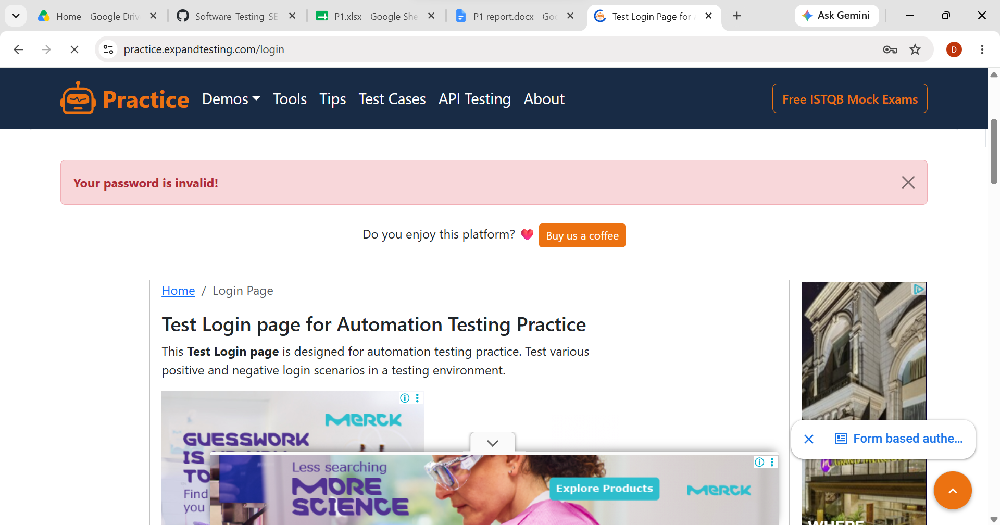 Home - Google Driv
Software-Testing_SE
P1.xlsx - Google She
P1 report.docx - Goo
Test Login Page for A
Ask Gemini
practice.expandtesting.com/login
D
Practice
Demos
Tools
Tips
Test Cases
API Testing
About
Free ISTQB Mock Exams
Your password is invalid!
Do you enjoy this platform?
Buy us a coffee
Home / Login Page
Test Login page for Automation Testing Practice
This Test Login page is designed for automation testing practice. Test various
positive and negative login scenarios in a testing environment.
MERCK
GUESSWORK
IS
TO
Find
you
Less searching
MORE
SCIENCE
Explore Products
MERCK
Form based authe...
WHERE